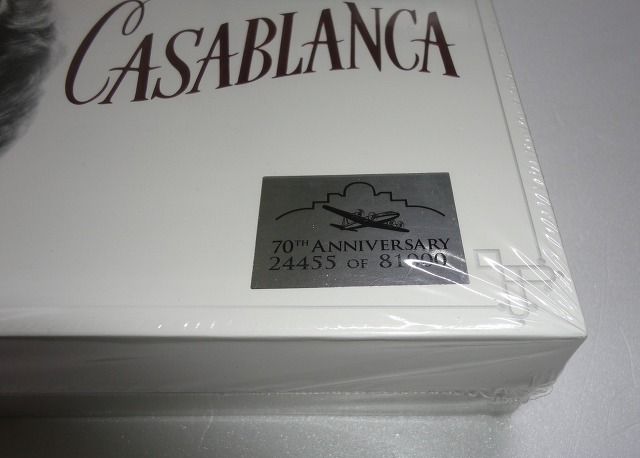 CASABLANCA
70TH ANNIVERSARY
24455 OF 81000